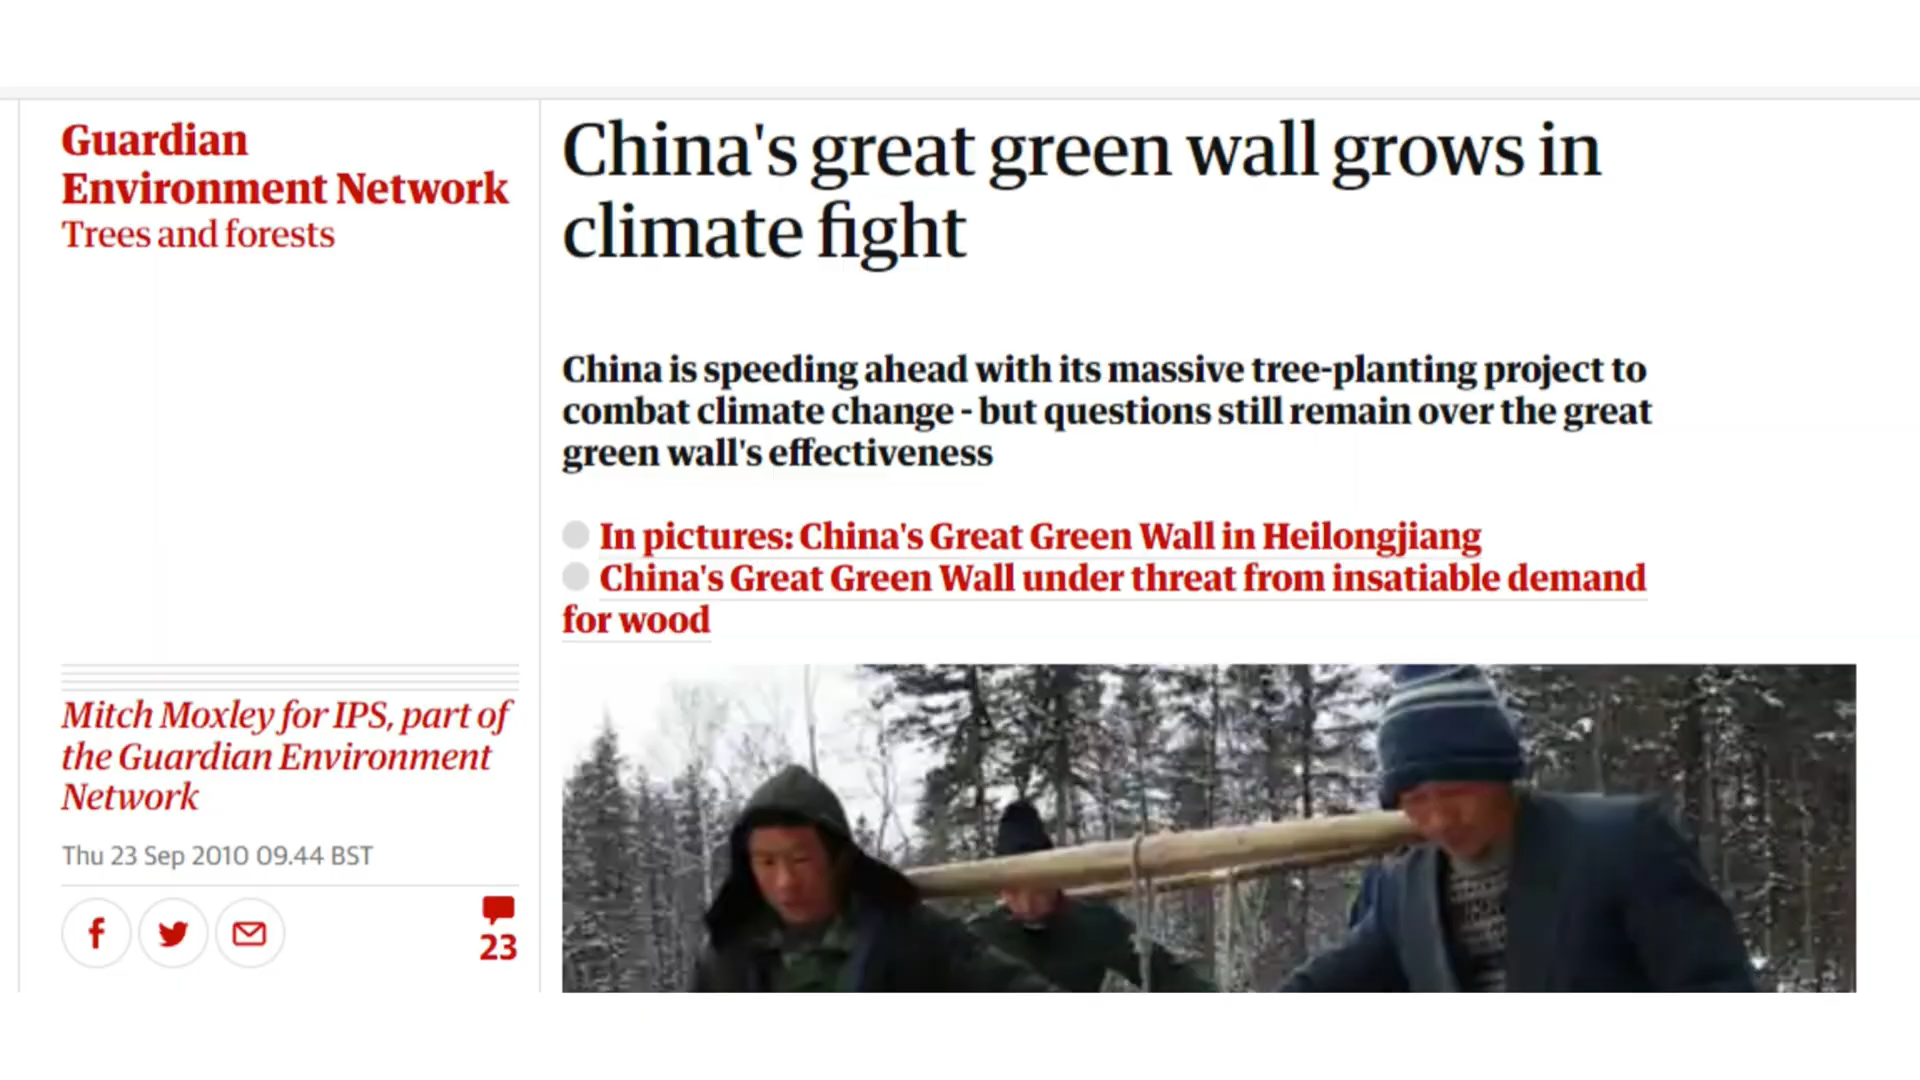 Guardian
Environment Network
Trees and forests
China's great green wall grows in
climate fight
China is speeding ahead with its massive tree-planting project to
combat climate change - but questions still remain over the great
green wall's effectiveness
In pictures: China's Great Green Wall in Heilongjiang
China's Great Green Wall under threat from insatiable demand
for wood
Mitch Moxley for IPS, part of
the Guardian Environment
Network
Thu 23 Sep 2010 09.44 BST
23